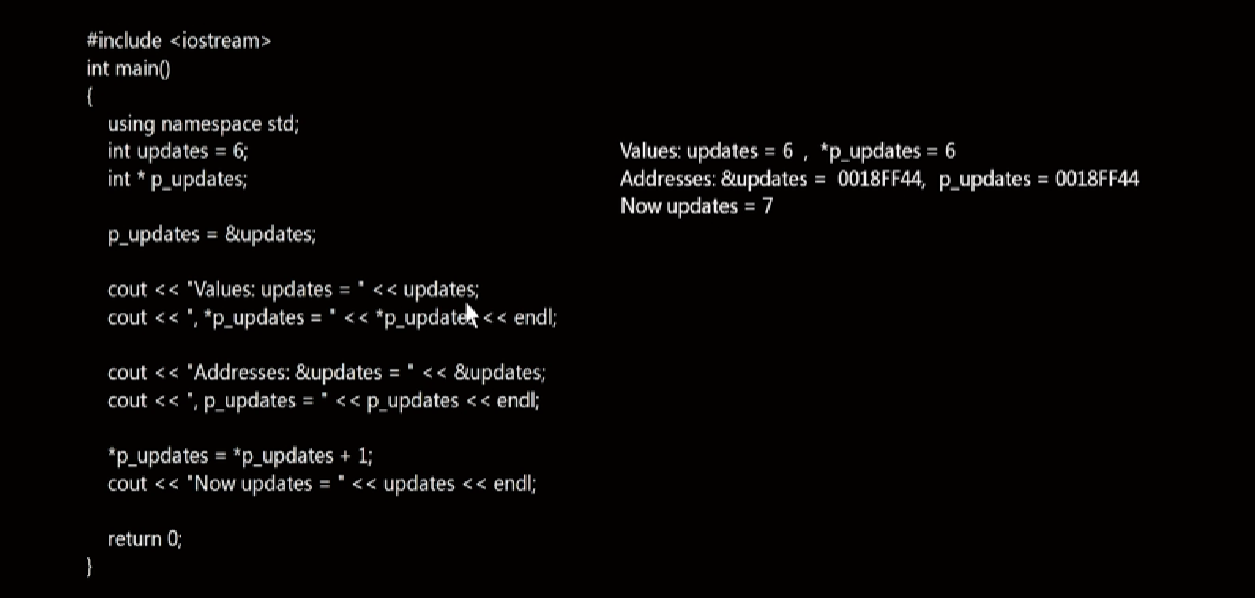 #include <iostream>
int main()
{
using namespace std;
int updates = 6;
int * p_updates;
p_updates = &updates;
cout << "Values: updates = " << updates;
cout << ", *p_updates = " << *p_updates << endl;
cout << "Addresses: &updates = " << &updates;
cout << ", p_updates = " << p_updates << endl;
*p_updates = *p_updates + 1;
cout << "Now updates = " << updates << endl;
return 0;
}
Values: updates = 6 , *p_updates = 6
Addresses: &updates = 0018FF44, p_updates = 0018FF44
Now updates = 7